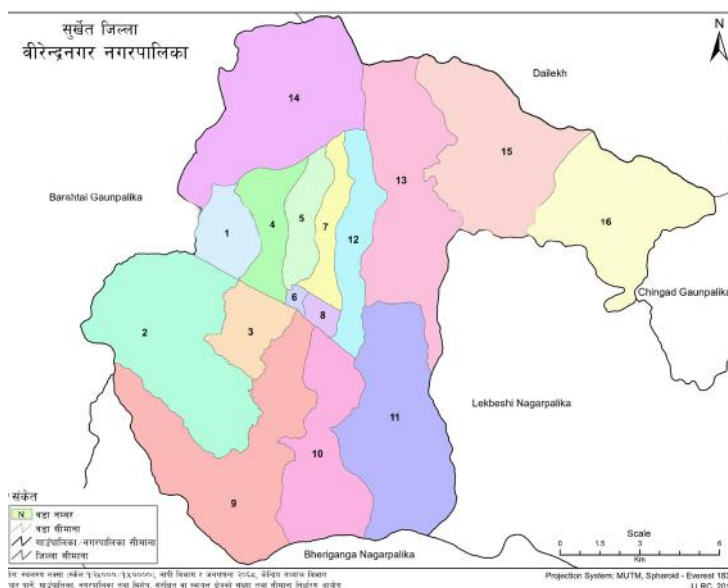 सुर्खेत जिल्ला
बीरेन्द्रनगर नगरपालिका
N
Dailekh
14
15
13
Barahtai Gaunpalika
16
5
4
7
1
12
Chingad Gaunpalika
6
8
2
3
Lekbeshi Nagarpalika
11
10
9
संकेत
N वडा नम्बर
वडा सीमाना
गाउँपालिका/नगरपालिका सीमाना
जिल्ला सीमाना
Bheriganga Nagarpalika
Scale
0 1.5 3 4.5 6
Km
Projection System: MUTM, Spheroid - Everest